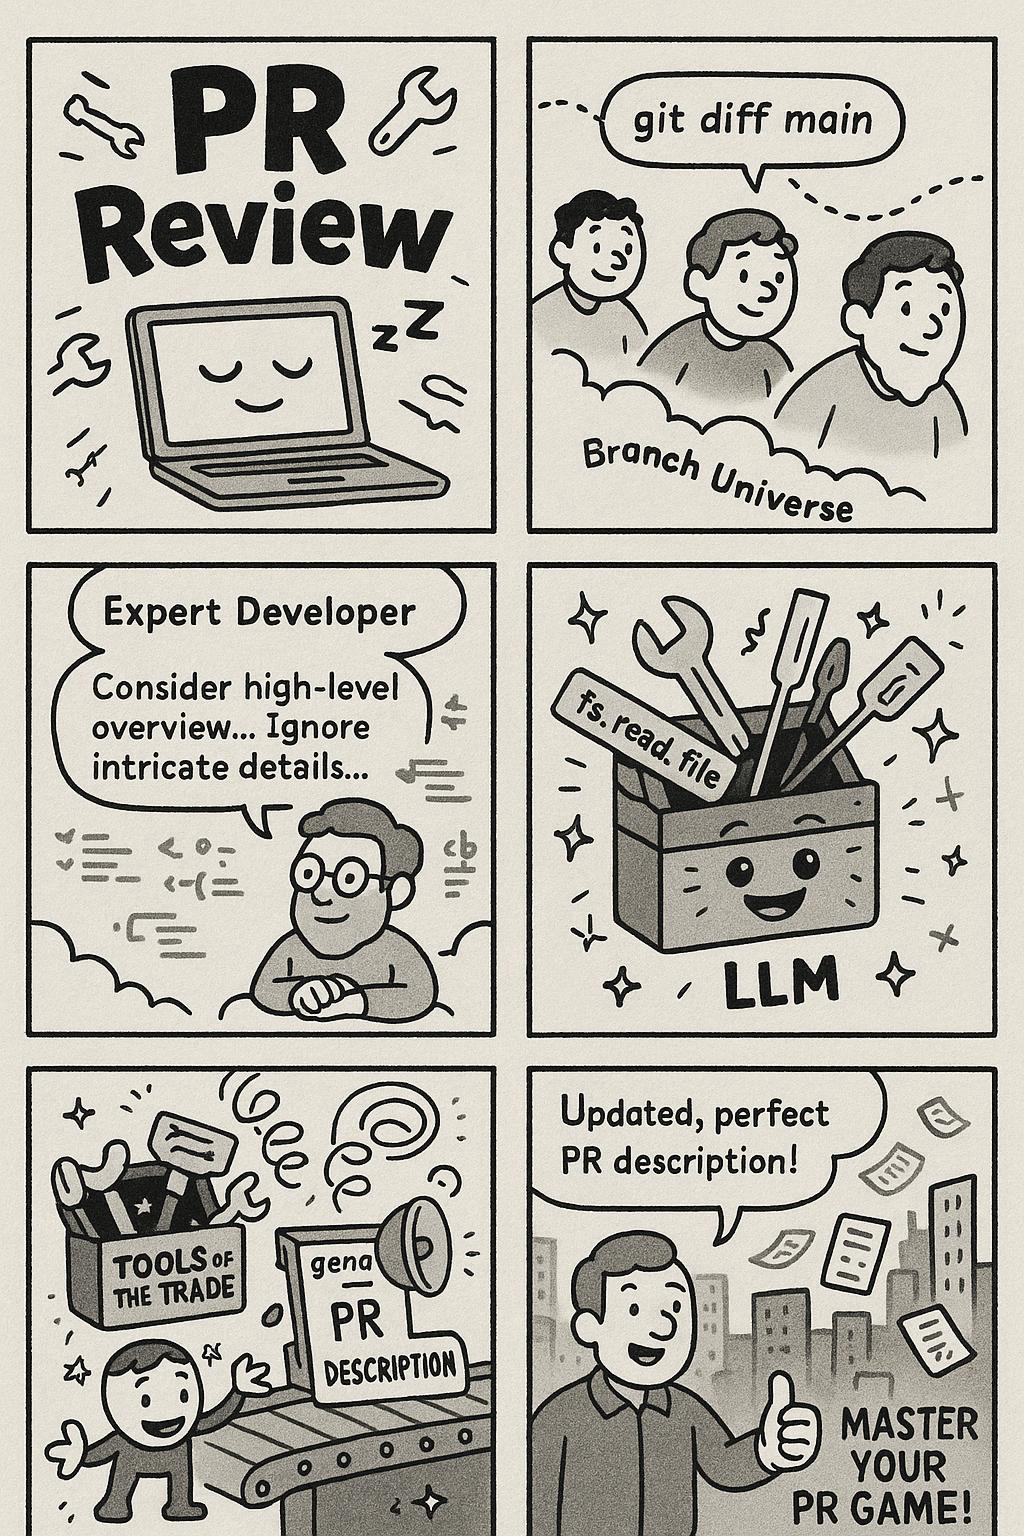 PR
Review
zZ
git diff main
Branch Universe
Expert Developer
Consider high-level
overview... Ignore
intricate details...
fs. read. file
LLM
TOOLS OF
THE TRADE
gena
PR
DESCRIPTION
Updated, perfect
PR description!
MASTER
YOUR
PR GAME!